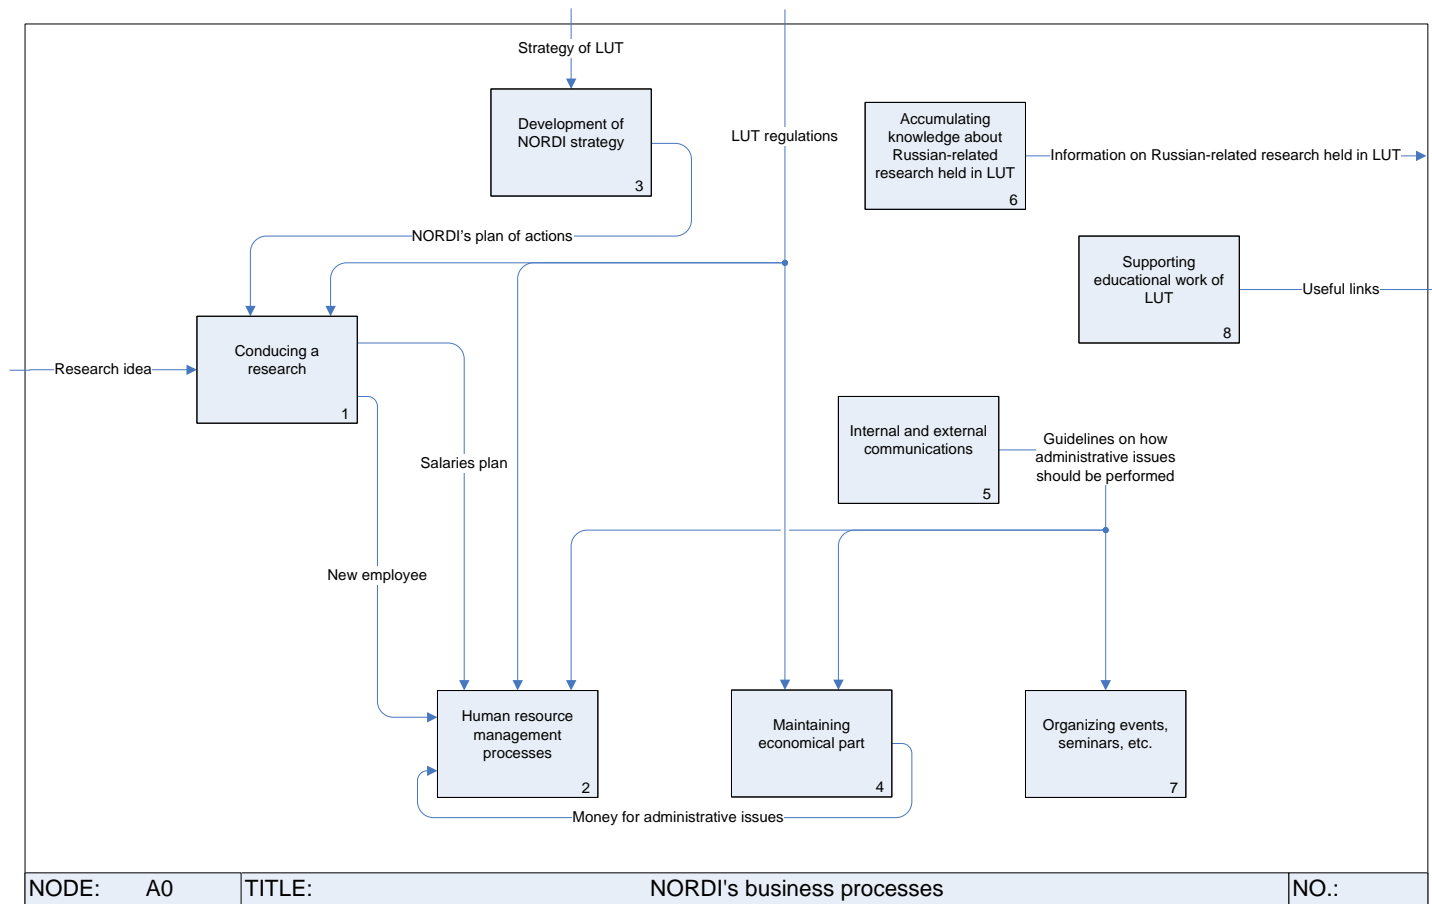 Strategy of LUT
Development of
NORDI strategy
3
LUT regulations
Accumulating
knowledge about
Russian-related
research held in LUT
6
Information on Russian-related research held in LUT
NORDI's plan of actions
Supporting
educational work of
LUT
8
Useful links
Research idea
Conducing a
research
1
Internal and external
communications
5
Guidelines on how
administrative issues
should be performed
Salaries plan
New employee
Human resource
management
processes
2
Maintaining
economical part
4
Organizing events,
seminars, etc.
7
Money for administrative issues
NODE: A0 TITLE: NORDI's business processes NO.: